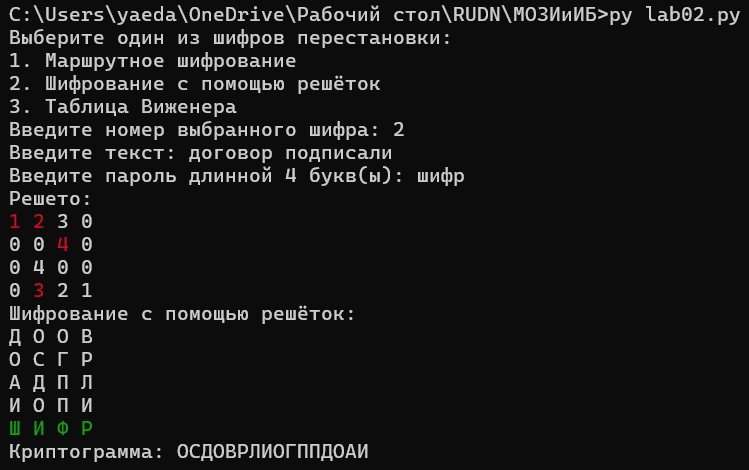 C:\Users\yaeda\OneDrive\Рабочий стол\RUDN\МОЗИиИБ>py lab02.py
Выберите один из шифров перестановки:
1. Маршрутное шифрование
2. Шифрование с помощью решёток
3. Таблица Виженера
Введите номер выбранного шифра: 2
Введите текст: договор подписали
Введите пароль длинной 4 букв(ы): шифр
Решето:
1 2 3 0
0 0 4 0
0 4 0 0
0 3 2 1
Шифрование с помощью решёток:
Д О О В
О С Г Р
А Д П Л
И О П И
Ш И Ф Р
Криптограмма: ОСДОВРЛИОГППДОАИ